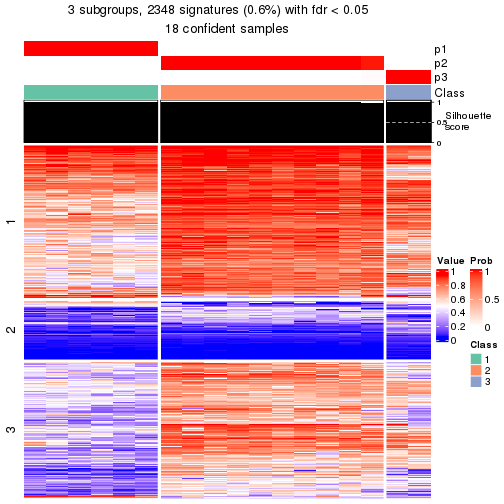 3 subgroups, 2348 signatures (0.6%) with fdr < 0.05
18 confident samples
p1
p2
p3
Class
1
0.5
0
Silhouette
score
1
2
3
Value
1
0.8
0.6
0.4
0.2
0
Prob
1
0.5
0
Class
1
2
3